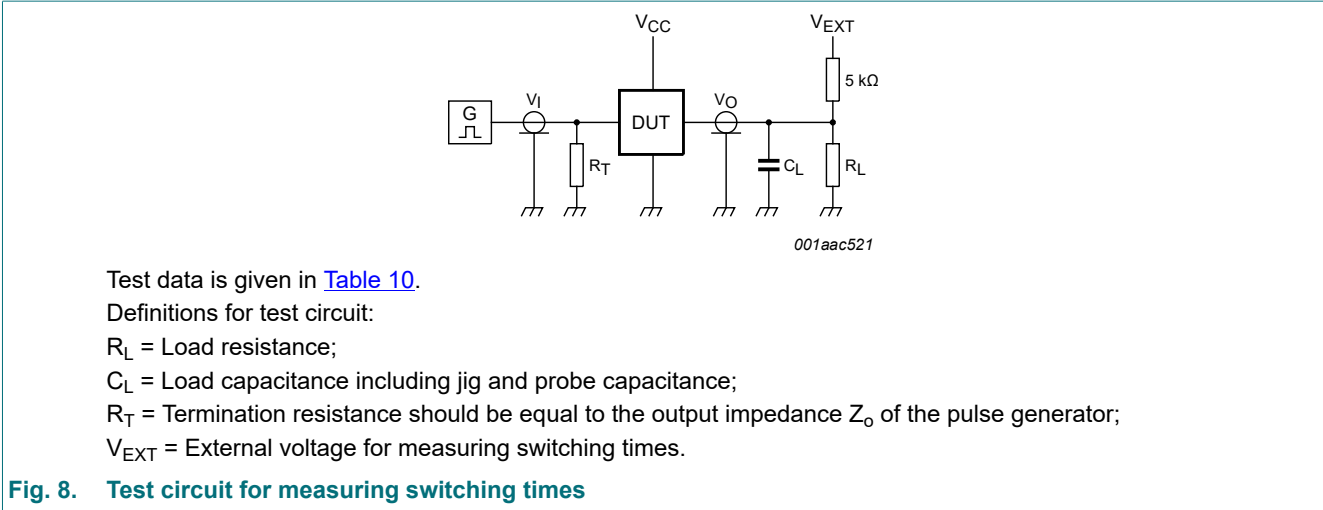 VCC
VEXT
5 kΩ
G
VI
DUT
VO
RT
CL
RL
001aac521
Test data is given in Table 10.
Definitions for test circuit:
RL = Load resistance;
CL = Load capacitance including jig and probe capacitance;
RT = Termination resistance should be equal to the output impedance Zo of the pulse generator;
VEXT = External voltage for measuring switching times.
Fig. 8. Test circuit for measuring switching times